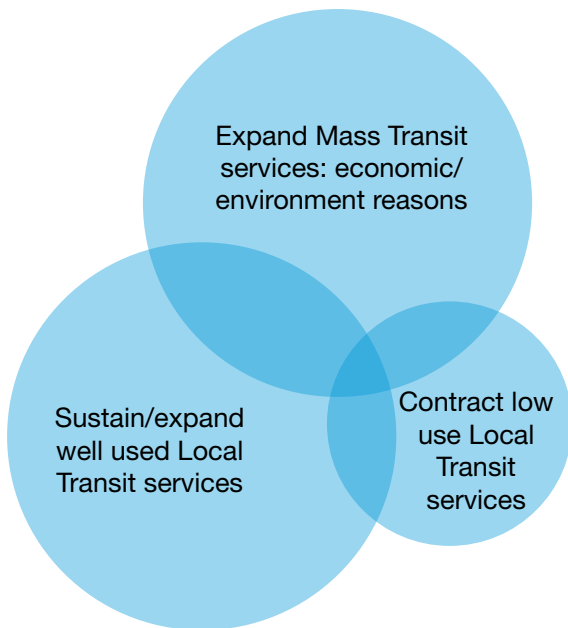 Expand Mass Transit
services: economic/
environment reasons
Sustain/expand
well used Local
Transit services
Contract low
use Local
Transit
services